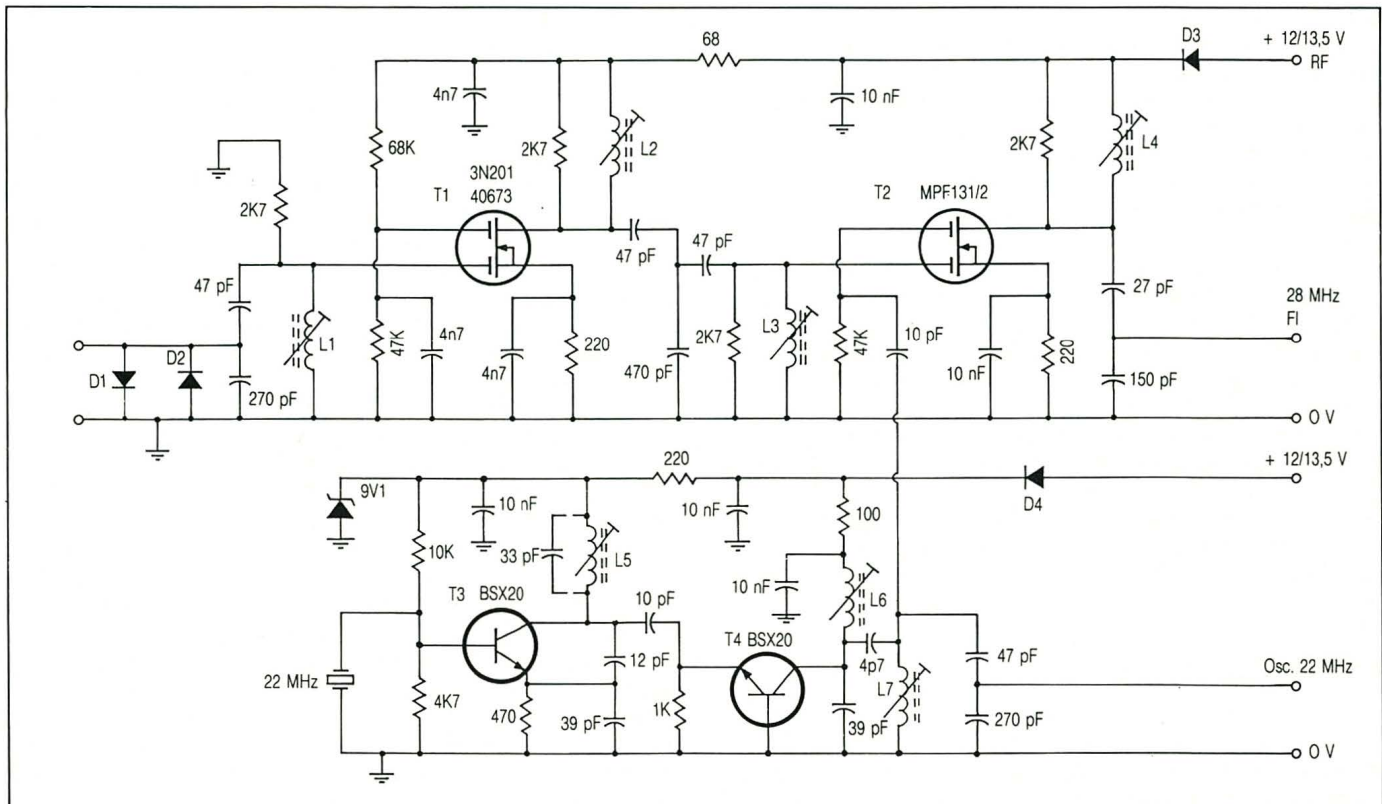 68
D3
+ 12/13,5 V
RF
4n7
10 nF
68K
2K7
L2
2K7
L4
3N201
40673
T1
T2
MPF131/2
2K7
47 pF
47 pF
47 pF
27 pF
28 MHz
FI
L1
47K
4n7
4n7
220
470 pF
2K7
L3
47K
10 pF
10 nF
220
150 pF
D1
D2
270 pF
0 V
+ 12/13,5 V
9V1
220
D4
10 nF
10 nF
100
10K
33 pF
L5
10 nF
L6
T3 BSX20
10 pF
T4 BSX20
4p7
47 pF
22 MHz
12 pF
L7
Osc. 22 MHz
4K7
470
39 pF
1K
39 pF
270 pF
0 V